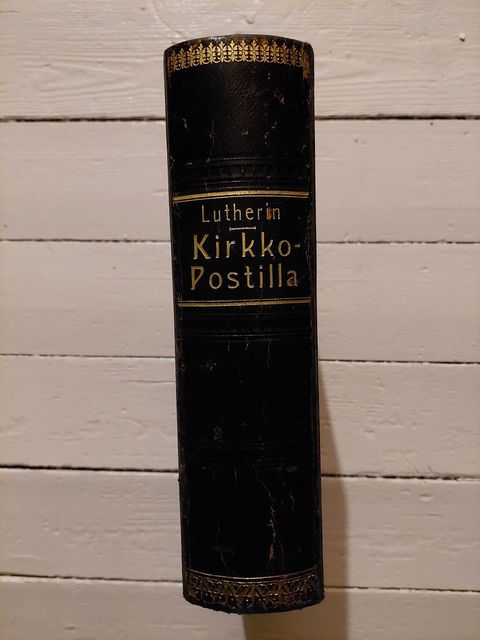 Lutherin
Kirkko-
Postilla